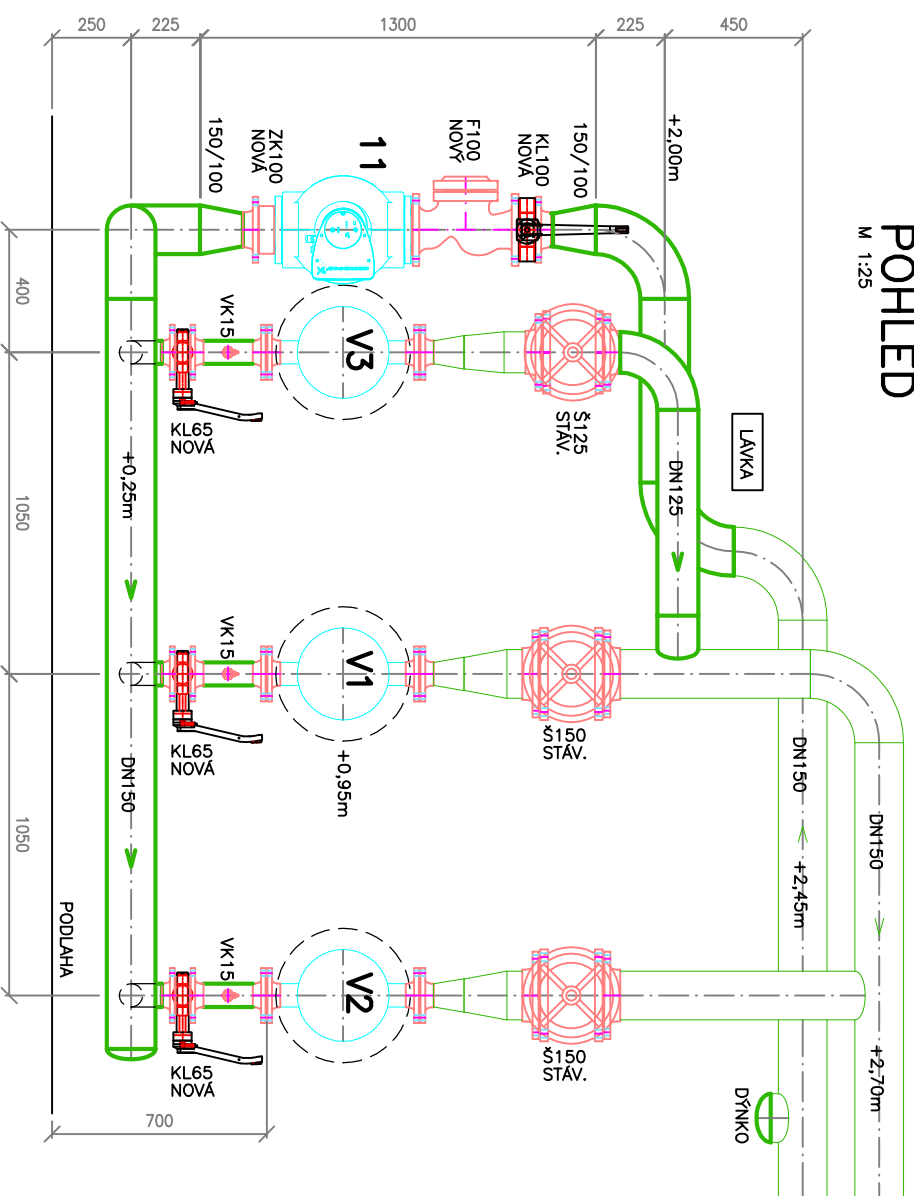 POHLED
M 1:25
250
225
1300
225
450
150/100
ZK100
NOVÁ
11
F100
NOVÝ
KL100
NOVÁ
150/100
+2,00m
400
VK15
V3
KL65
NOVÁ
Š125
STÁV.
LÁVKA
DN125
+0,25m
1050
VK15
V1
KL65
NOVÁ
+0,95m
Š150
STÁV.
DN150
DN150
DN150
+2,45m
1050
PODLAHA
VK15
V2
KL65
NOVÁ
Š150
STÁV.
+2,70m
DÝNKO
700